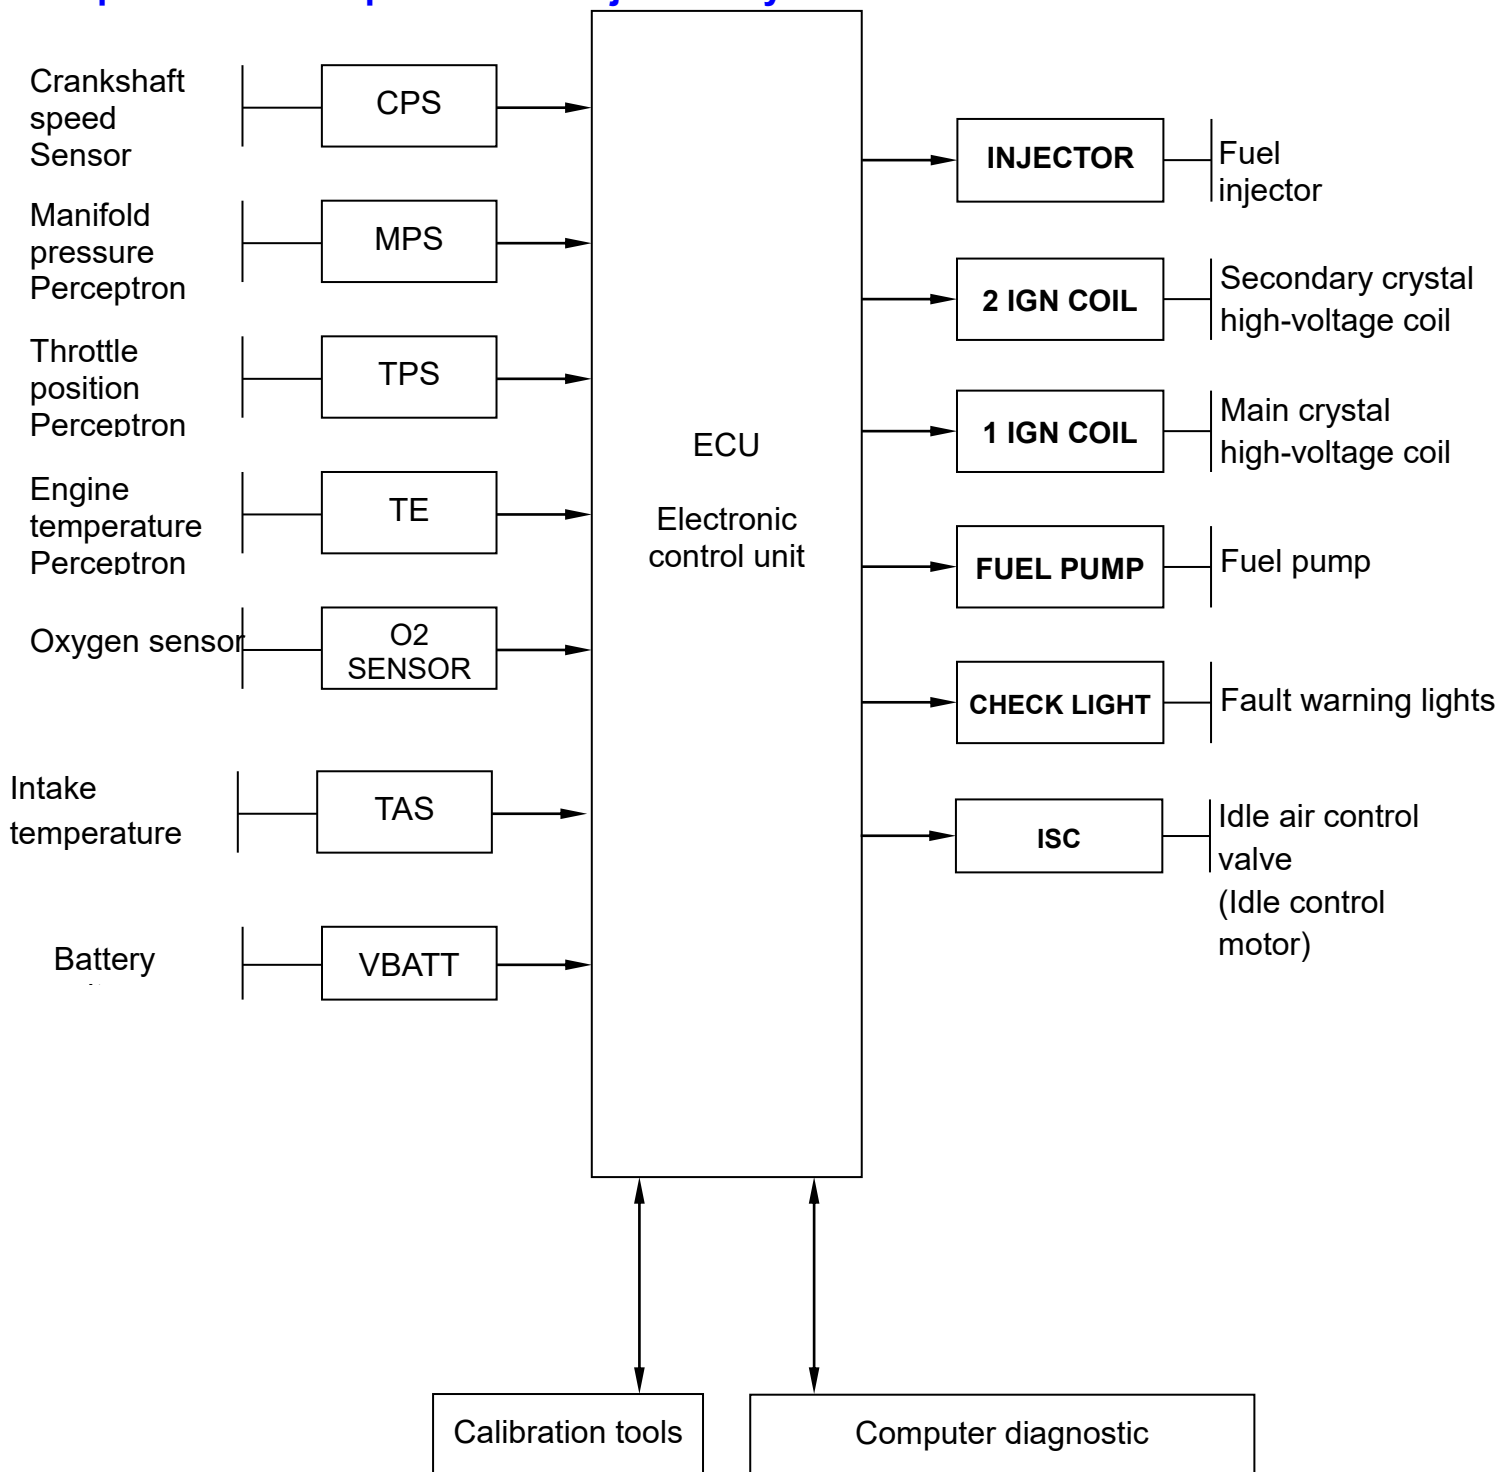 Crankshaft
speed
Sensor
CPS
Manifold
pressure
Perceptron
MPS
Throttle
position
Perceptron
TPS
Engine
temperature
Perceptron
TE
Oxygen sensor
O2
SENSOR
Intake
temperature
TAS
Battery
VBATT
ECU
Electronic
control unit
INJECTOR
Fuel
injector
2 IGN COIL
Secondary crystal
high-voltage coil
1 IGN COIL
Main crystal
high-voltage coil
FUEL PUMP
Fuel pump
CHECK LIGHT
Fault warning lights
ISC
Idle air control
valve
(Idle control
motor)
Calibration tools
Computer diagnostic